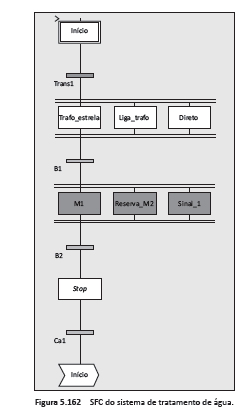 Início
Trans1
Trafo_estrela Liga_trafo Direto
B1
M1 Reserva_M2 Sinal_1
B2
Stop
Ca1
Início
Figura 5.162 SFC do sistema de tratamento de água.